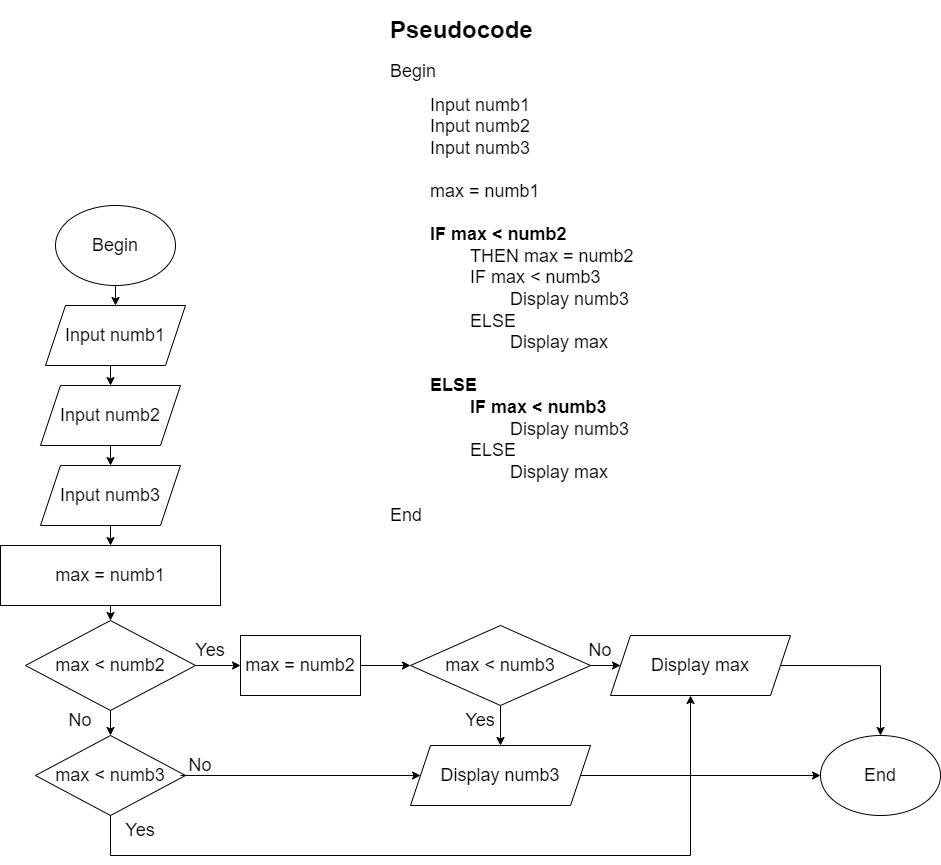 Pseudocode
Begin
Input numb1
Input numb2
Input numb3
max = numb1
IF max < numb2
THEN max = numb2
IF max < numb3
Display numb3
ELSE
Display max
ELSE
IF max < numb3
Display numb3
ELSE
Display max
End
Begin
Input numb1
Input numb2
Input numb3
max = numb1
max < numb2
Yes
max = numb2
max < numb3
No
Display max
No
Yes
max < numb3
No
Display numb3
End
Yes